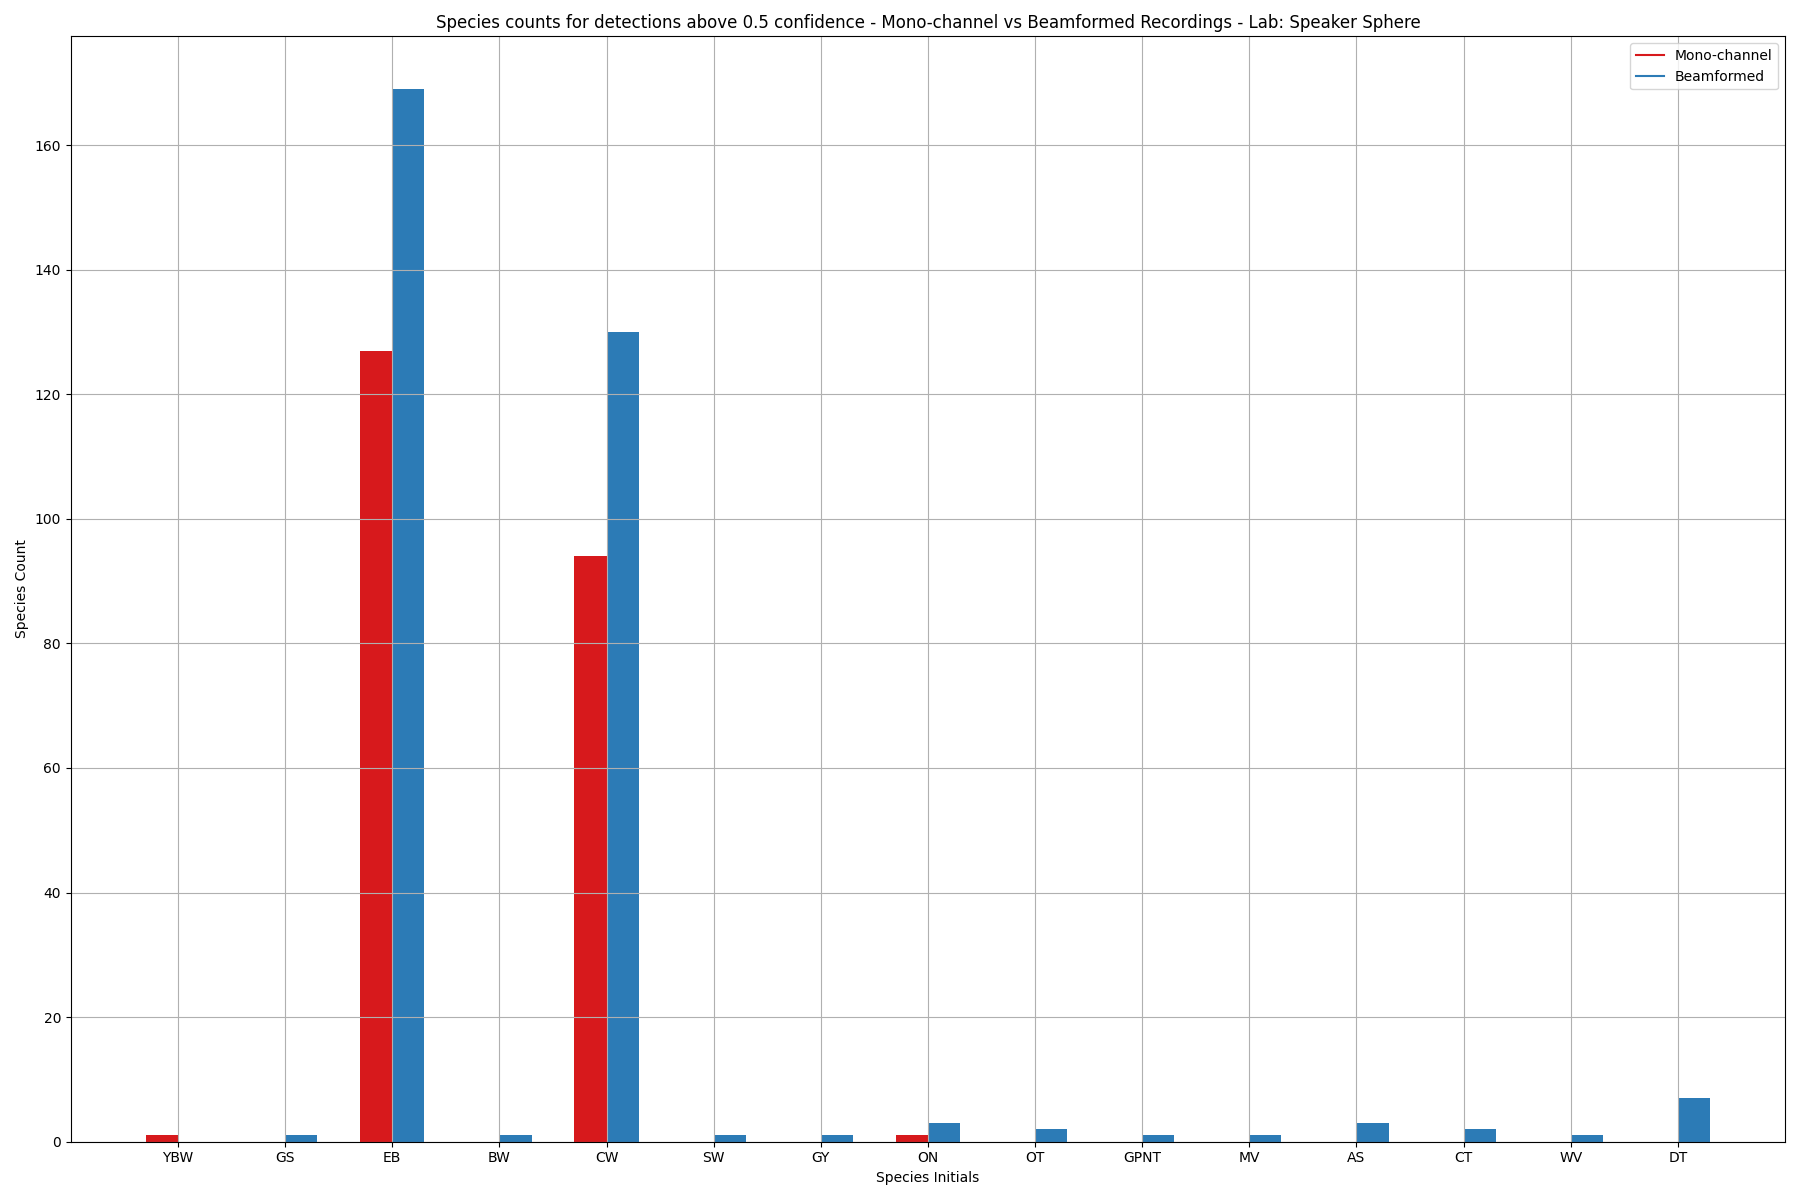 Species counts for detections above 0.5 confidence - Mono-channel vs Beamformed Recordings - Lab: Speaker Sphere
Mono-channel
Beamformed
160
140
120
100
80
60
40
20
0
Species Count
YBW GS EB BW CW SW GY ON OT GPNT MV AS CT WV DT
Species Initials